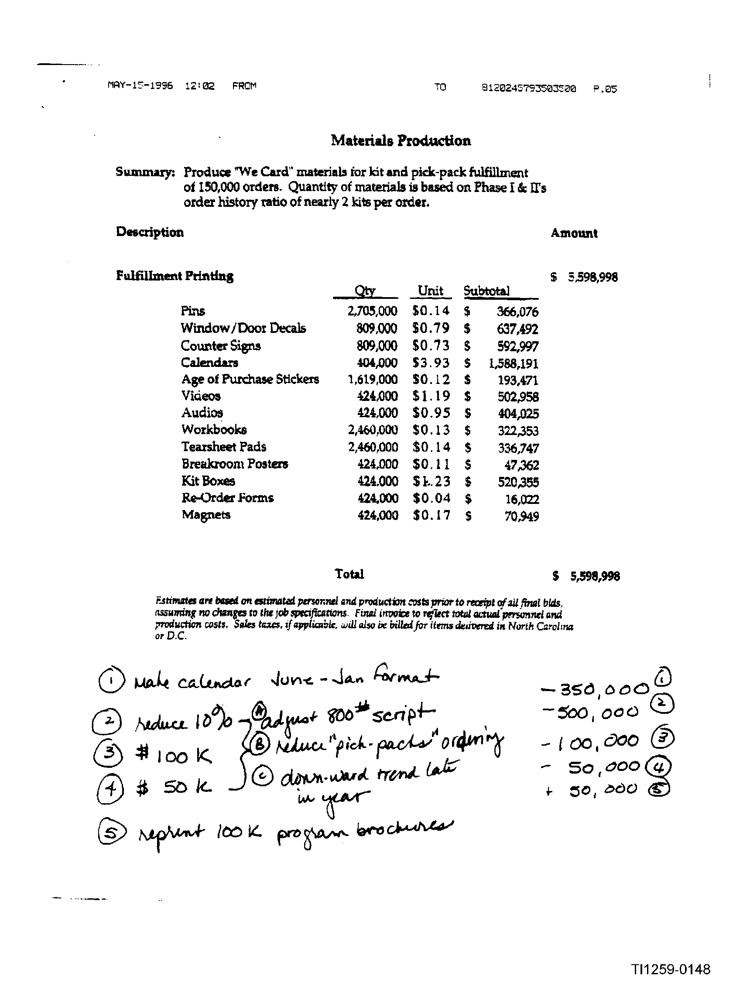 MAY-15-1996 12:02 FROM TO 8120245793503500 P.05
Materials Production
Summary: Produce "We Card" materials for kit and pick-pack fulfillment
of 150,000 orders. Quantity of materials is based on Phase I & II's
order history ratio of nearly 2 kits per order.
Description Amount
Fulfillment Printing $ 5,598,998
Qty Unit Subtotal
Pins 2,705,000 $0.14 $ 366,076
Window/Door Decals 809,000 $0.79 $ 637,492
Counter Signs 809,000 $0.73 $ 592,997
Calendars 404,000 $3.93 $ 1,588,191
Age of Purchase Stickers 1,619,000 $0.12 $ 193,471
Videos 424,000 $1.19 $ 502,958
Audios 424,000 $0.95 $ 404,025
Workbooks 2,460,000 $0.13 $ 322,353
Tearsheet Pads 2,460,000 $0.14 $ 336,747
Breakroom Posters 424,000 $0.11 $ 47,362
Kit Boxes 424,000 $1.23 $ 520,355
Re-Order Forms 424,000 $0.04 $ 16,022
Magnets 424,000 $0.17 $ 70,949
Total $ 5,598,998
Estimates are based on estimated personnel and production costs prior to receipt of all final bids,
assuming no changes to the job specifications. Final invoice to reflect total actual personnel and
production costs. Sales taxes, if applicable, will also be billed for items delivered in North Carolina
or D.C.
① Make calendar June - Jan format -350,000 ①
② reduce 10% Ⓐ adjust 800# script -500,000 ②
③ $100K Ⓑ reduce "pick-packs" ordering -100,000 ③
④ $ 50K Ⓒ down-ward trend late - 50,000 ④
in year + 50,000 ⑤
⑤ reprint 100K program brochures
TI1259-0148